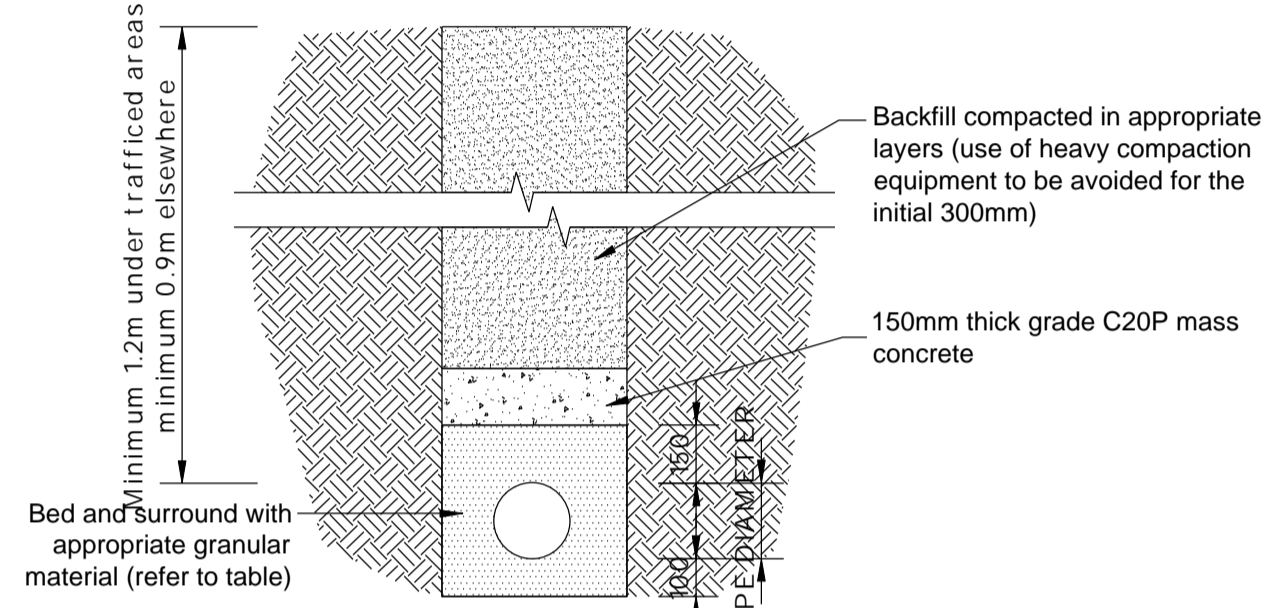 Minimum 1.2m under trafficed areas
minimum 0.9m elsewhere
Backfill compacted in appropriate
layers (use of heavy compaction
equipment to be avoided for the
initial 300mm)
150mm thick grade C20P mass
concrete
Bed and surround with
appropriate granular
material (refer to table)
150
100
PE DIAMETER